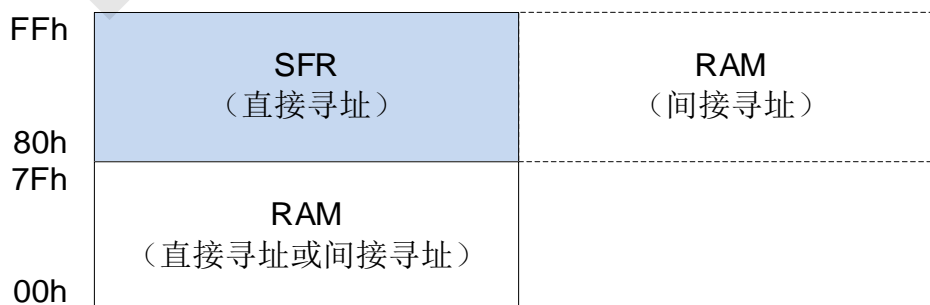 FFh
SFR
（直接寻址）
RAM
（间接寻址）
80h
7Fh
RAM
（直接寻址或间接寻址）
00h